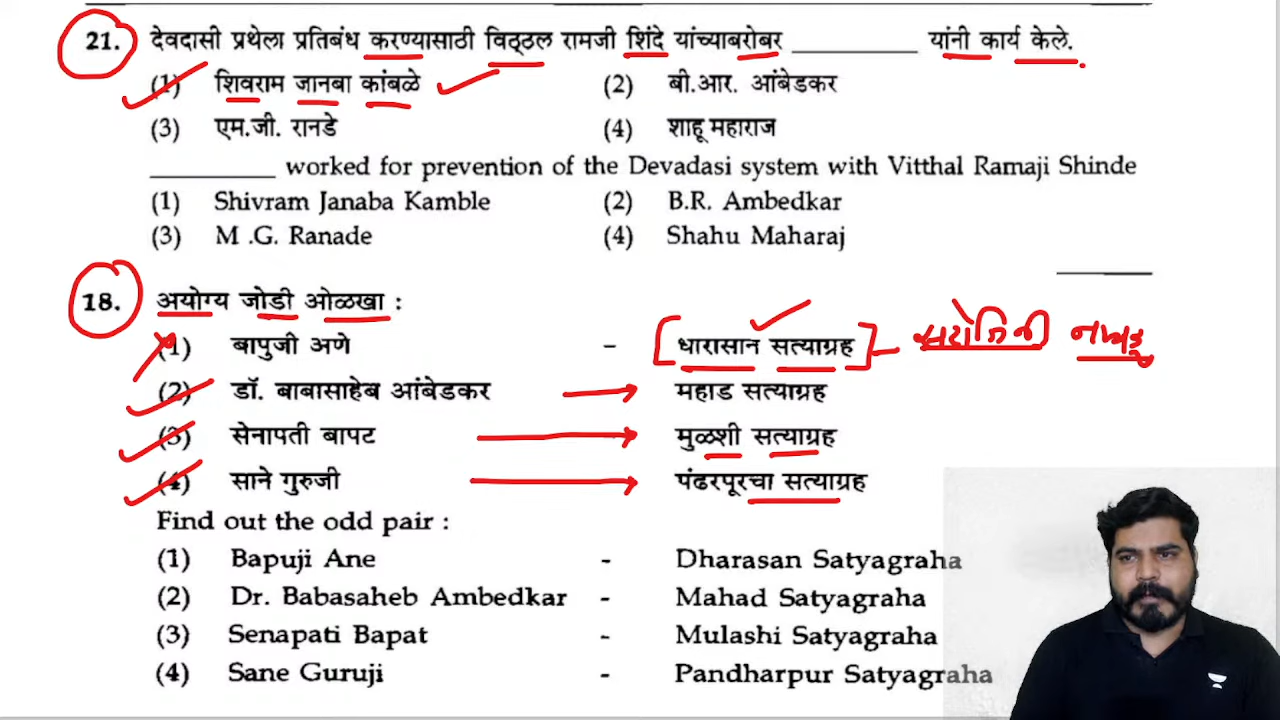 21. देवदासी प्रथेला प्रतिबंध करण्यासाठी विठ्ठल रामजी शिंदे यांच्याबरोबर __________ यांनी कार्य केले.
(1) शिवराम जानबा कांबळे (2) बी.आर. आंबेडकर
(3) एम.जी. रानडे (4) शाहू महाराज
__________ worked for prevention of the Devadasi system with Vitthal Ramaji Shinde
(1) Shivram Janaba Kamble (2) B.R. Ambedkar
(3) M .G. Ranade (4) Shahu Maharaj
18. अयोग्य जोडी ओळखा :
(1) बापुजी अणे - धारासान सत्याग्रह - सरोजिनी नायडू
(2) डॉ. बाबासाहेब आंबेडकर महाड सत्याग्रह
(3) सेनापती बापट मुळशी सत्याग्रह
(4) साने गुरुजी पंढरपूरचा सत्याग्रह
Find out the odd pair :
(1) Bapuji Ane - Dharasan Satyagraha
(2) Dr. Babasaheb Ambedkar - Mahad Satyagraha
(3) Senapati Bapat - Mulashi Satyagraha
(4) Sane Guruji - Pandharpur Satyagraha